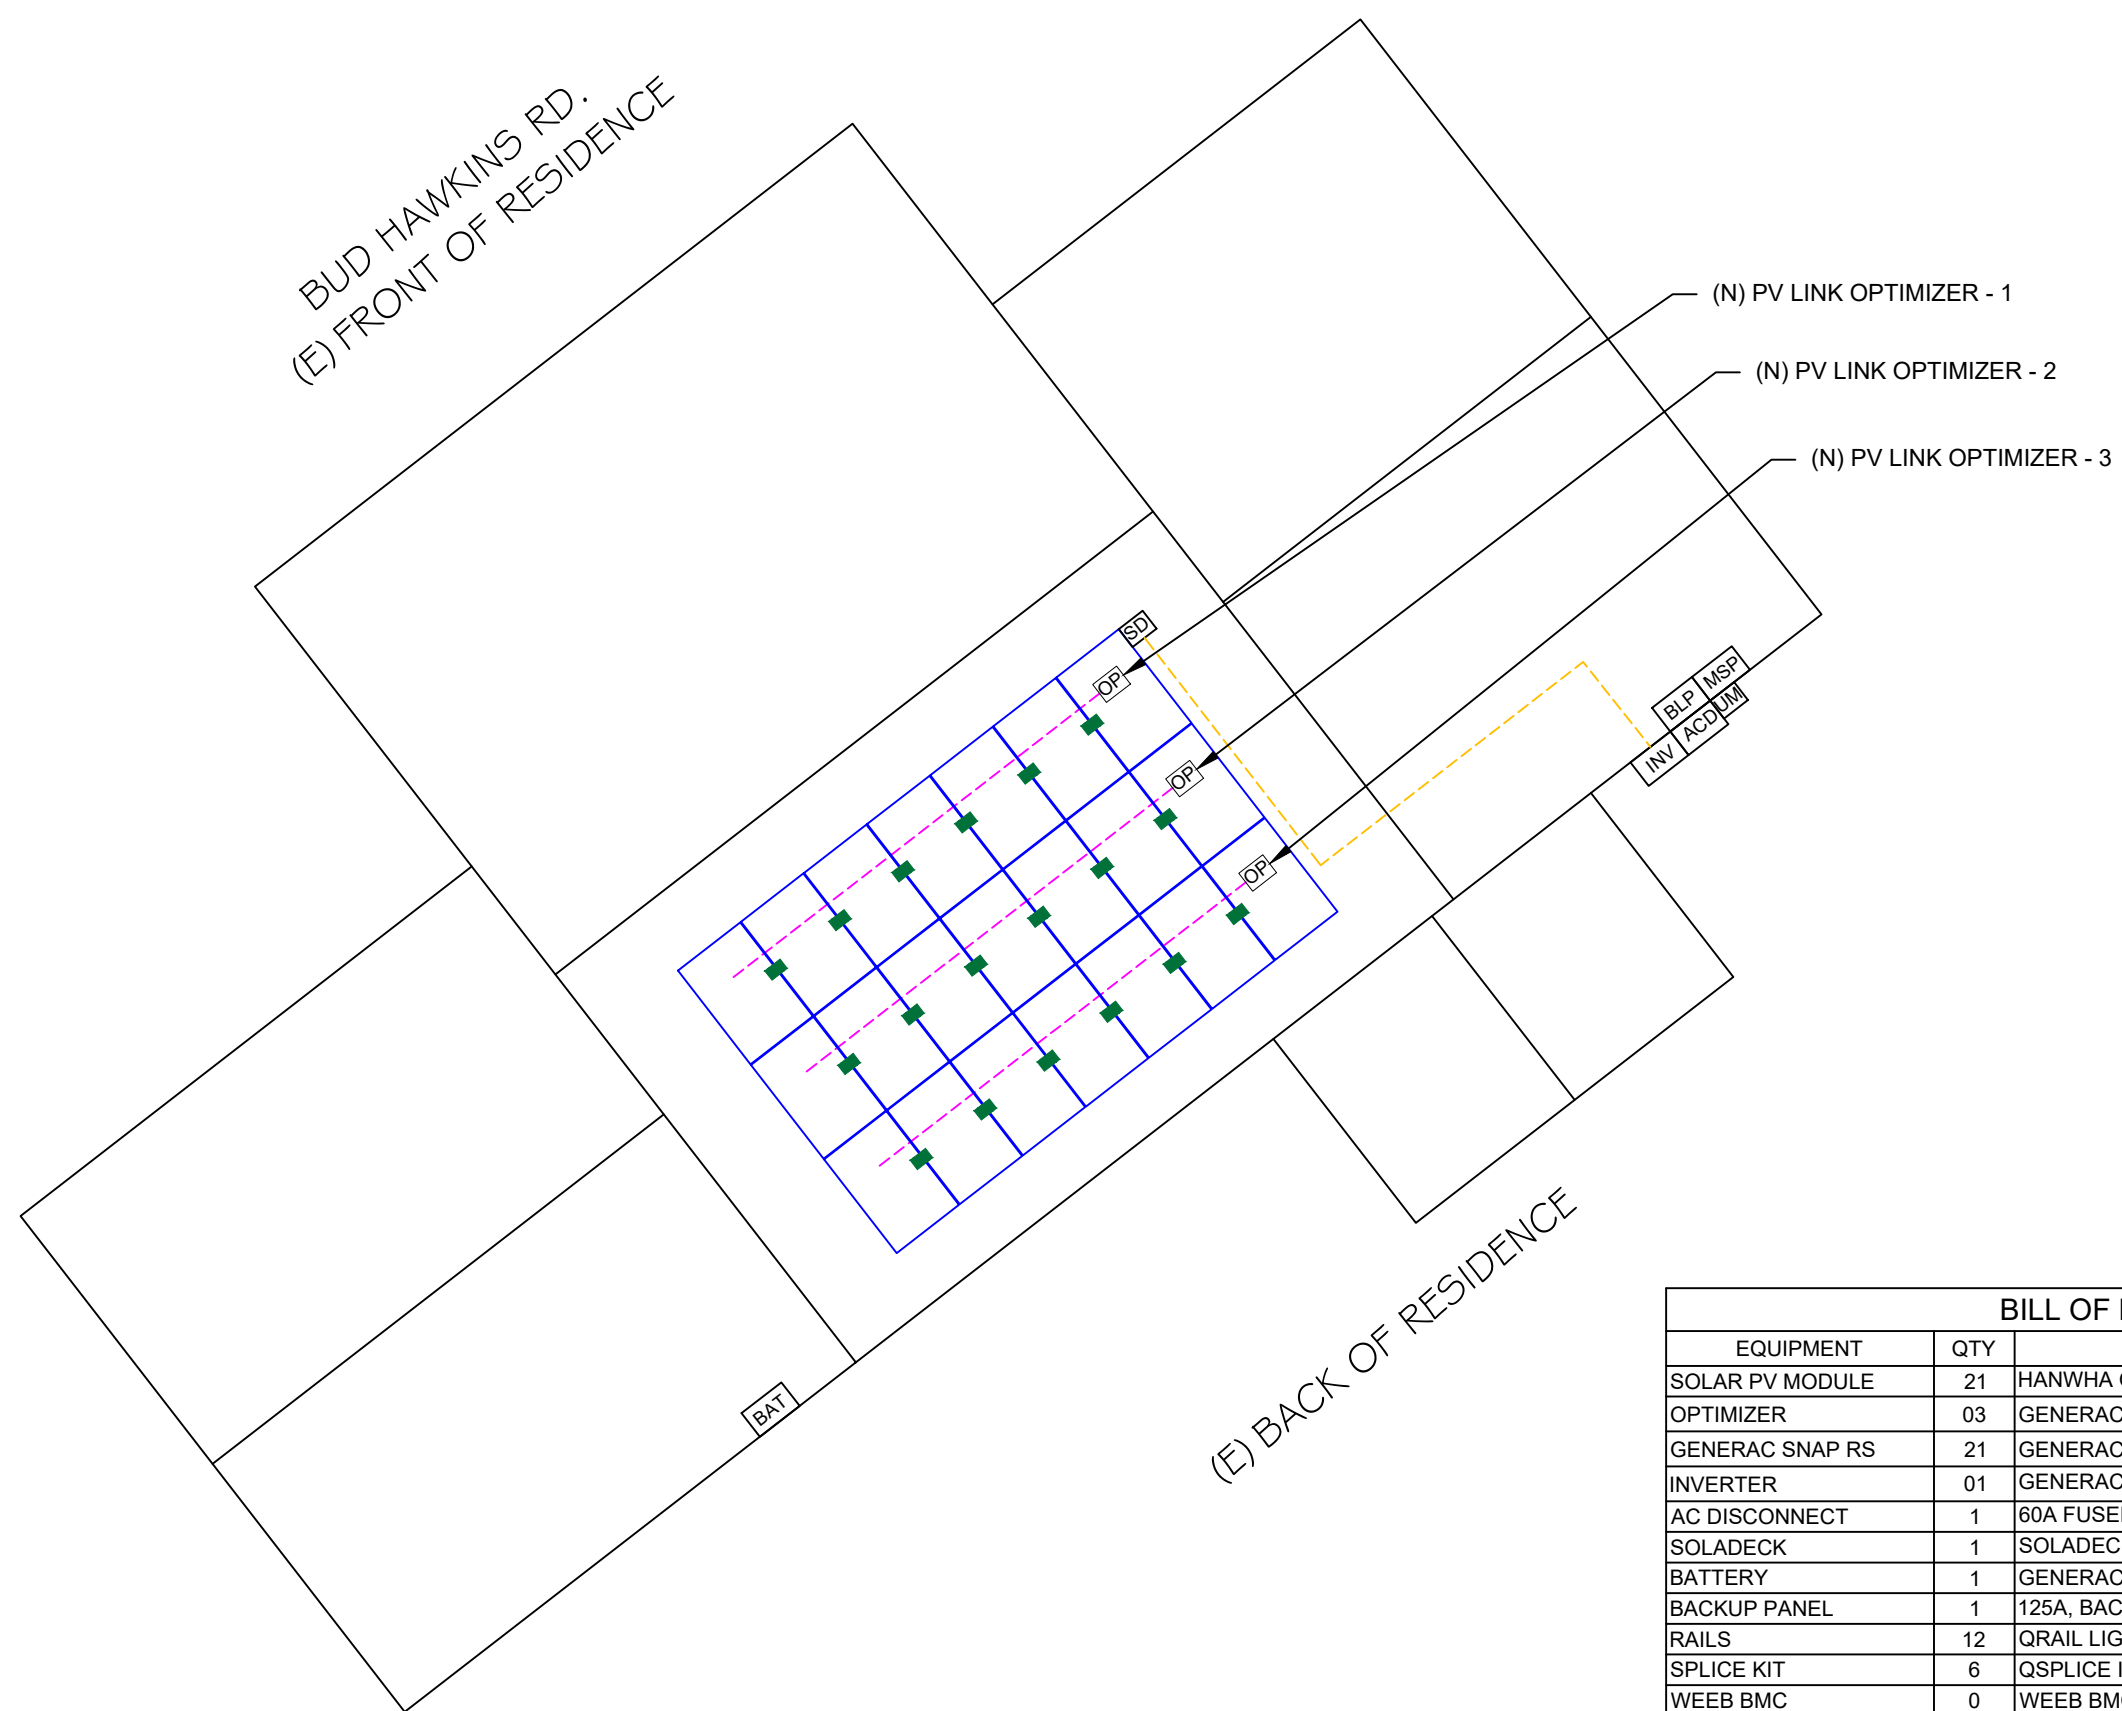 BUD HAWKINS RD.
(E) FRONT OF RESIDENCE
(N) PV LINK OPTIMIZER - 1
(N) PV LINK OPTIMIZER - 2
(N) PV LINK OPTIMIZER - 3
SD
OP
OP
OP
BLP
MSP
INV
ACD
UM
BAT
(E) BACK OF RESIDENCE
BILL OF
EQUIPMENT QTY
SOLAR PV MODULE 21 HANWHA
OPTIMIZER 03 GENERAC
GENERAC SNAP RS 21 GENERAC
INVERTER 01 GENERAC
AC DISCONNECT 1 60A
SOLADECK 1
BATTERY 1 GENERAC
BACKUP PANEL 1 125A,
RAILS 12 QRAIL
SPLICE KIT 6 QSPLICE
WEEB BMC 0 WEEB